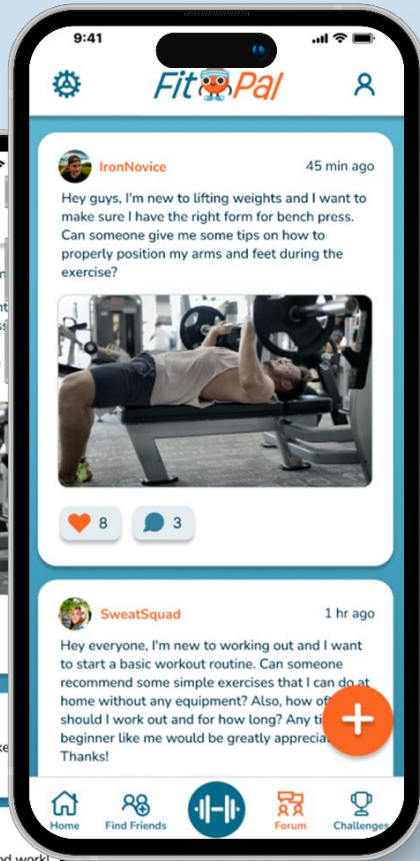 9:41
Fit Pal
IronNovice 45 min ago
Hey guys, I'm new to lifting weights and I want
to make sure I have the right form for bench press.
Can someone give me some tips on how to
properly position my arms and feet during the
exercise?
8 3
SweatSquad 1 hr ago
Hey everyone, I'm new to working out and I want
to start a basic workout routine. Can someone
recommend some simple exercises that I can do at
home without any equipment? Also, how
should I work out and for how long? Any
beginner like me would be greatly
Thanks!
Home Find Friends Forum Challenges
work!